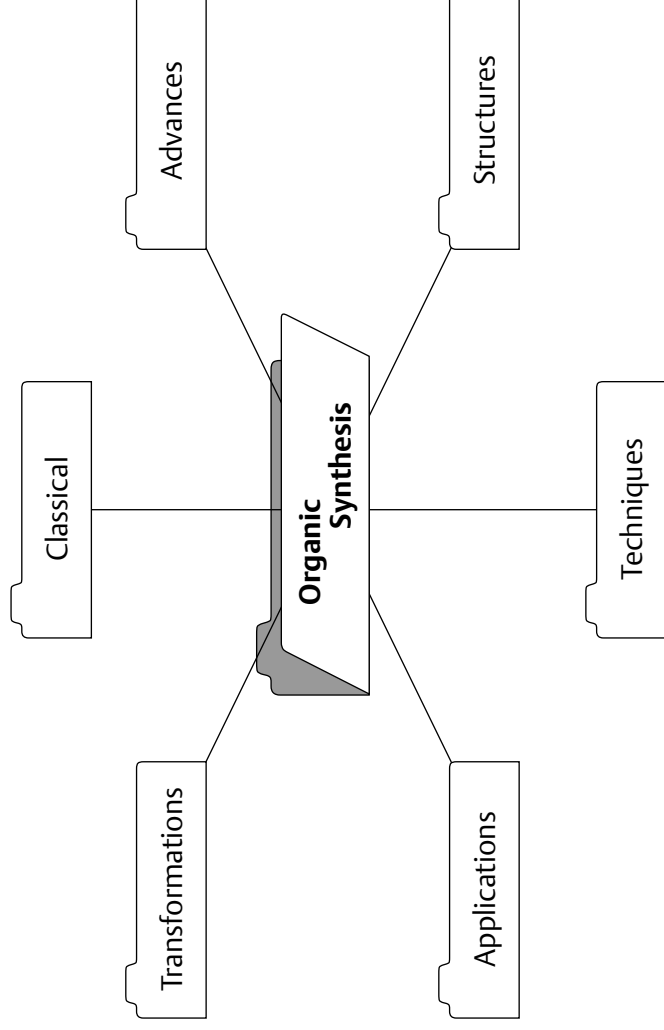 Classical
Transformations
Advances
Organic
Synthesis
Applications
Structures
Techniques